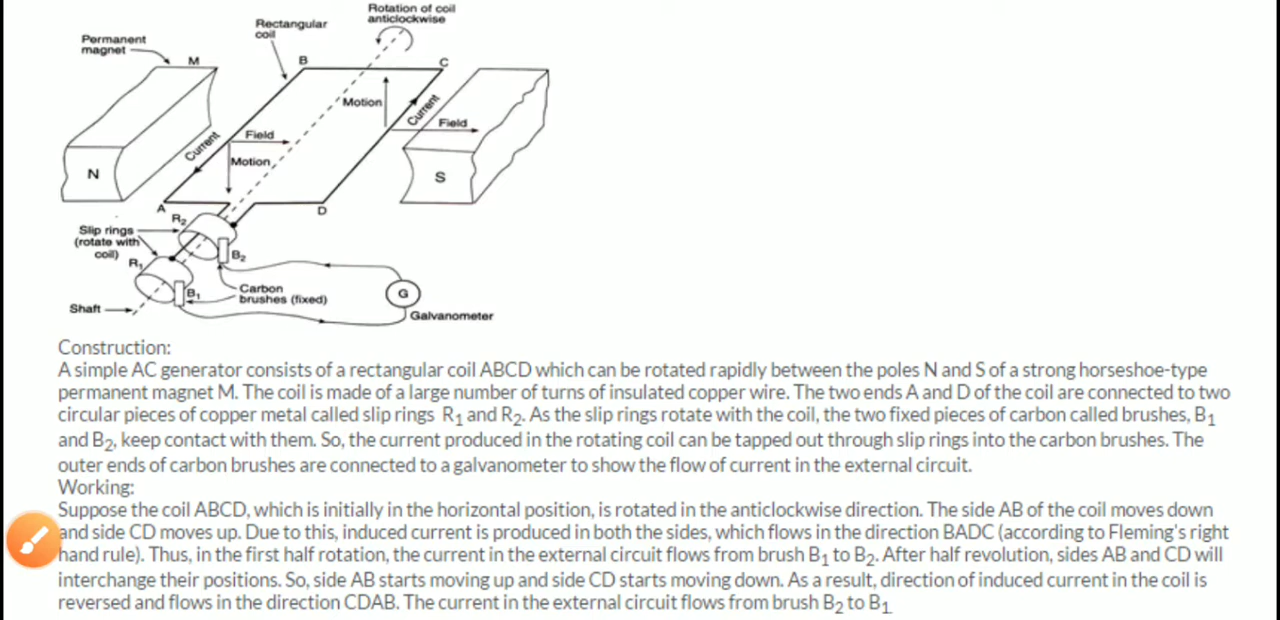 Rotation of coil
anticlockwise
Rectangular
coil
Permanent
magnet
M
B
C
Motion
Current
Field
Current
Field
Motion
N
S
A
D
R₂
Slip rings
(rotate with
coil)
R₁
B₂
B₁
Carbon
brushes (fixed)
G
Shaft
Galvanometer
Construction:
A simple AC generator consists of a rectangular coil ABCD which can be rotated rapidly between the poles N and S of a strong horseshoe-type
permanent magnet M. The coil is made of a large number of turns of insulated copper wire. The two ends A and D of the coil are connected to two
circular pieces of copper metal called slip rings R₁ and R₂. As the slip rings rotate with the coil, the two fixed pieces of carbon called brushes, B₁
and B₂, keep contact with them. So, the current produced in the rotating coil can be tapped out through slip rings into the carbon brushes. The
outer ends of carbon brushes are connected to a galvanometer to show the flow of current in the external circuit.
Working:
Suppose the coil ABCD, which is initially in the horizontal position, is rotated in the anticlockwise direction. The side AB of the coil moves down
and side CD moves up. Due to this, induced current is produced in both the sides, which flows in the direction BADC (according to Fleming's right
hand rule). Thus, in the first half rotation, the current in the external circuit flows from brush B₁ to B₂. After half revolution, sides AB and CD will
interchange their positions. So, side AB starts moving up and side CD starts moving down. As a result, direction of induced current in the coil is
reversed and flows in the direction CDAB. The current in the external circuit flows from brush B₂ to B₁